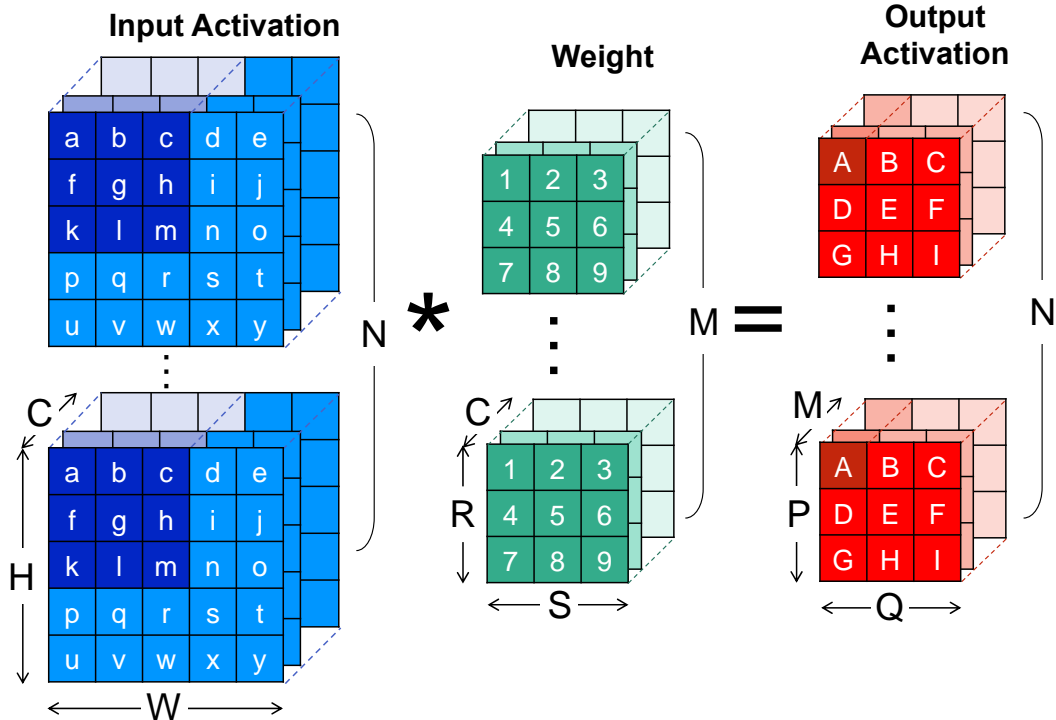 Input Activation
Weight
Output
Activation
a b c d e
f g h i j
k l m n o
p q r s t
u v w x y
N
*
1 2 3
4 5 6
7 8 9
M
=
A B C
D E F
G H I
N
C
H
a b c d e
f g h i j
k l m n o
p q r s t
u v w x y
W
C
R
1 2 3
4 5 6
7 8 9
S
M
P
A B C
D E F
G H I
Q